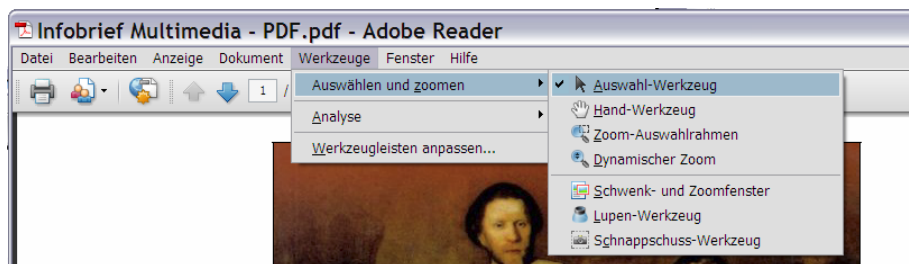 Infobrief Multimedia - PDF.pdf - Adobe Reader
Datei Bearbeiten Anzeige Dokument Werkzeuge Fenster Hilfe
1 /
Auswählen und zoomen
Analyse
Werkzeugleisten anpassen...
Auswahl-Werkzeug
Hand-Werkzeug
Zoom-Auswahlrahmen
Dynamischer Zoom
Schwenk- und Zoomfenster
Lupen-Werkzeug
Schnappschuss-Werkzeug